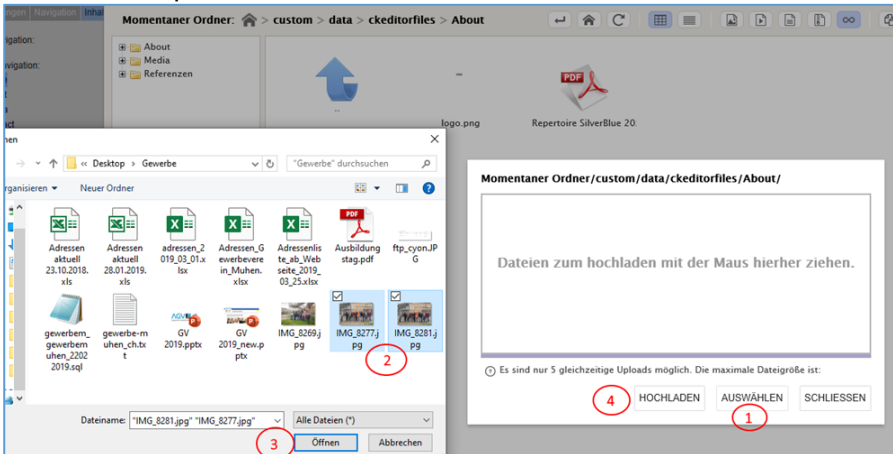 Navigation
Momentaner Ordner: > custom > data > ckeditorfiles > About
About
Media
Referenzen
..
logo.png
Repertoire SilverBlue 20
« Desktop > Gewerbe
"Gewerbe" durchsuchen
Neuer Ordner
Adressen aktuell 23.10.2018.xls
Adressen aktuell 28.01.2019.xls
adressen_2019_03_01.xlsx
Adressen_Gewerbeverein_Muhen.xlsx
Adressenliste_ab_Webseite_2019_03_25.xlsx
PDF
Ausbildungstag.pdf
ftp_cyon.JPG
gewerbem_gewerbemuhen_22022019.sql
gewerbe-muhen_ch.txt
GV 2019.pptx
GV 2019_new.pptx
IMG_8269.jpg
IMG_8277.jpg
IMG_8281.jpg
2
Dateiname:
"IMG_8281.jpg" "IMG_8277.jpg"
Alle Dateien (*)
3
Öffnen
Abbrechen
PDF
Momentaner Ordner/custom/data/ckeditorfiles/About/
Dateien zum hochladen mit der Maus hierher ziehen.
Es sind nur 5 gleichzeitige Uploads möglich. Die maximale Dateigröße ist:
4
HOCHLADEN
AUSWÄHLEN
SCHLIESSEN
1